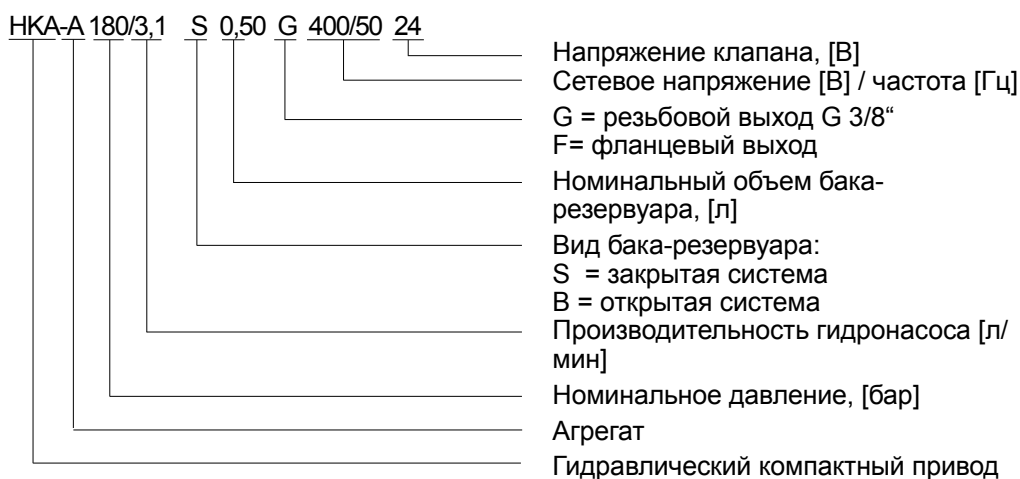 HKA-A 180/3,1 S 0,50 G 400/50 24
Напряжение клапана, [В]
Сетевое напряжение [В] / частота [Гц]
G = резьбовой выход G 3/8“
F= фланцевый выход
Номинальный объем бака-
резервуара, [л]
Вид бака-резервуара:
S = закрытая система
B = открытая система
Производительность гидронасоса [л/
мин]
Номинальное давление, [бар]
Агрегат
Гидравлический компактный привод